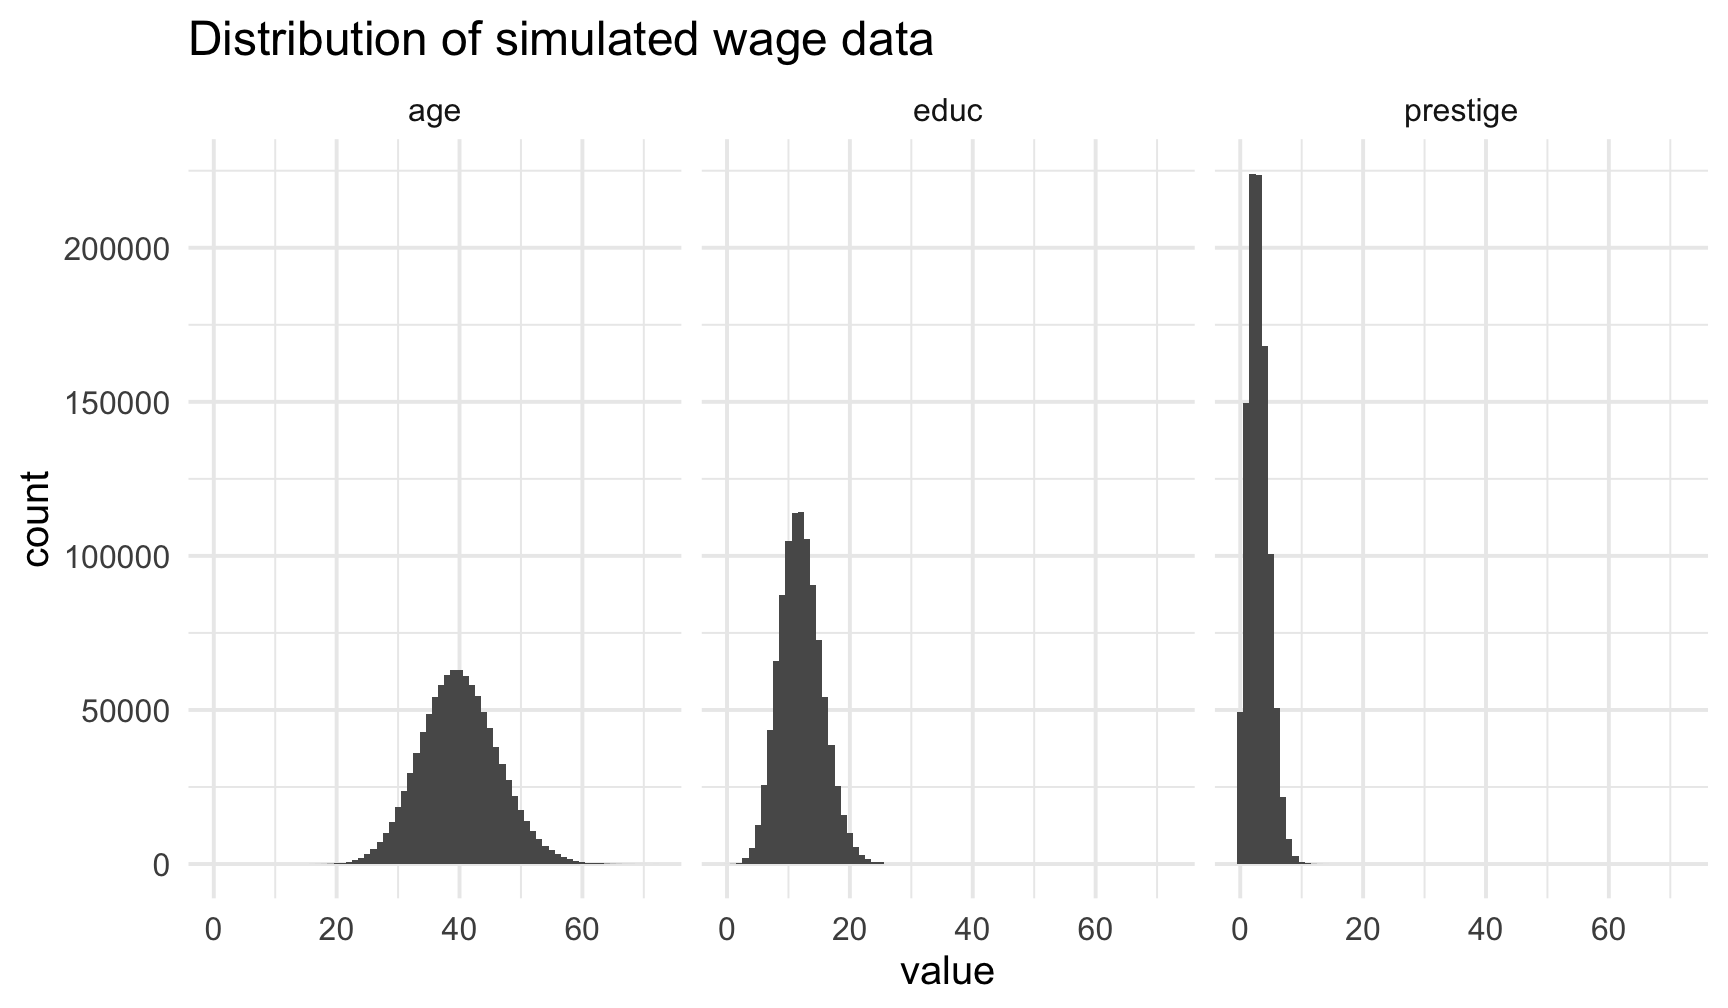 Distribution of simulated wage data
age educ prestige
200000
150000
100000
50000
0
0 20 40 60 0 20 40 60 0 20 40 60
count
value